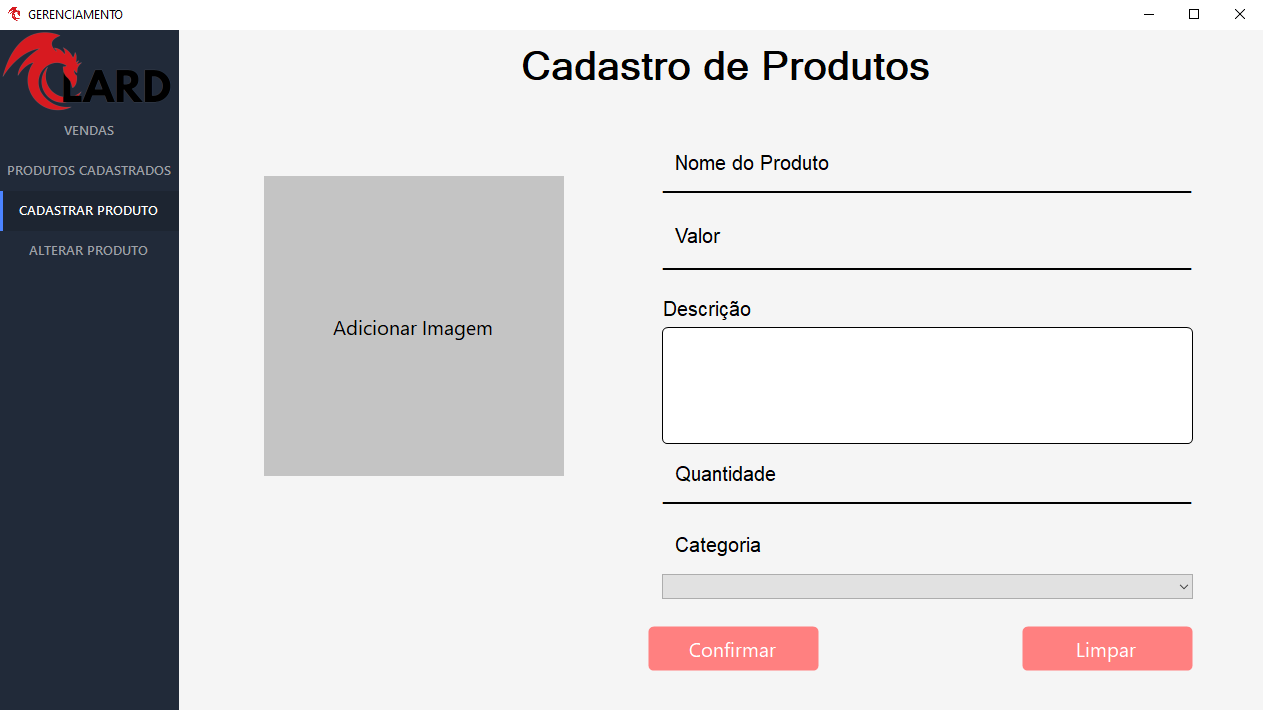 GERENCIAMENTO
LARD
VENDAS
PRODUTOS CADASTRADOS
CADASTRAR PRODUTO
ALTERAR PRODUTO
Cadastro de Produtos
Adicionar Imagem
Nome do Produto
Valor
Descrição
Quantidade
Categoria
Confirmar
Limpar